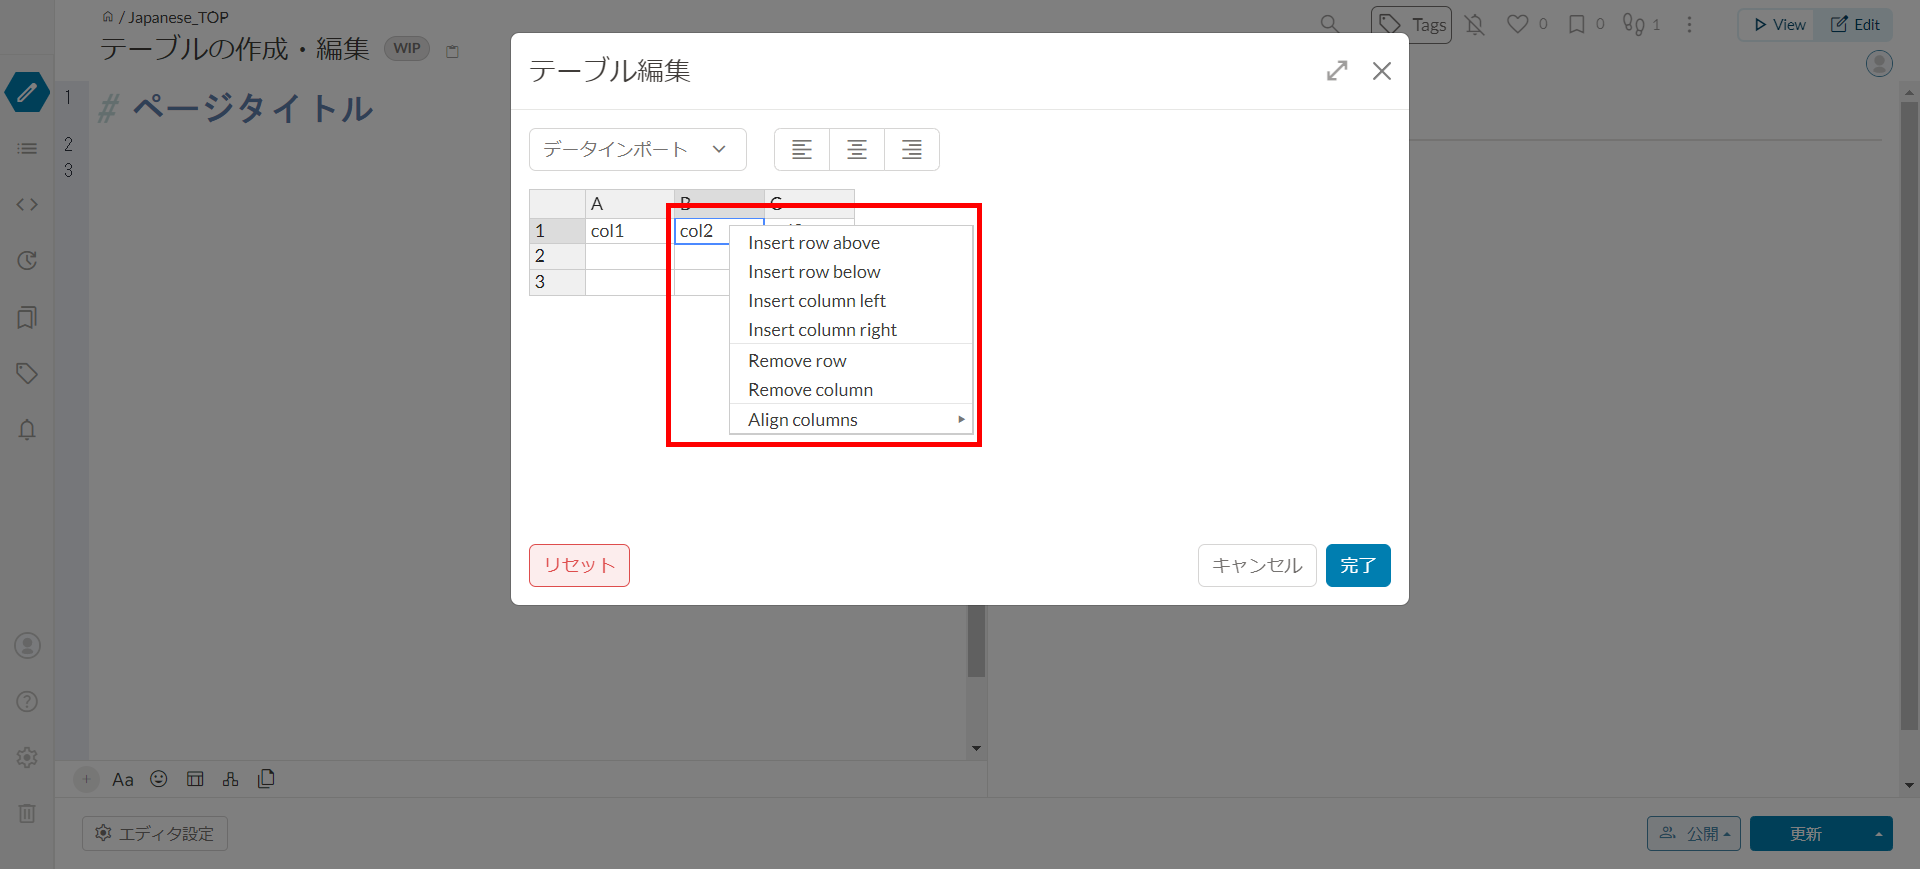 / Japanese_TOP
テーブルの作成・編集 WIP
Tags 0 0 1 View Edit
1 # ページタイトル
2
3
テーブル編集
データインポート
A B C
1 col1 col2
2
3
Insert row above
Insert row below
Insert column left
Insert column right
Remove row
Remove column
Align columns
リセット キャンセル 完了
Aa
エディタ設定 公開 更新